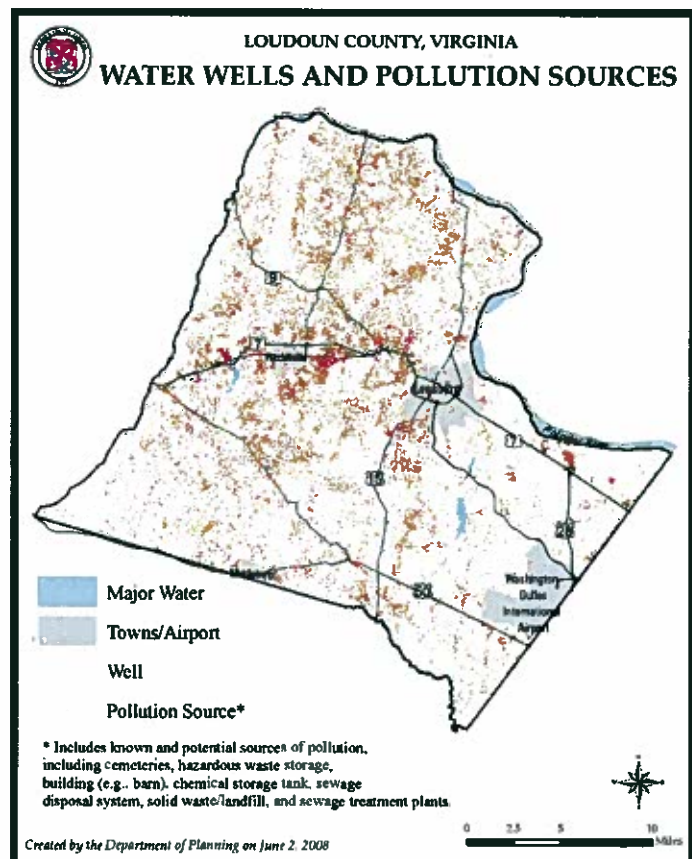 LOUDOUN COUNTY, VIRGINIA
WATER WELLS AND POLLUTION SOURCES
9
7
Leesburg
7
15
28
Washington
Dulles
International
Airport
50
Major Water
Towns/Airport
Well
Pollution Source*
* Includes known and potential sources of pollution,
including cemeteries, hazardous waste storage,
building (e.g., barn), chemical storage tank, sewage
disposal system, solid waste/landfill, and sewage treatment plants.
Created by the Department of Planning on June 2, 2008
0 2.5 5 10
Miles